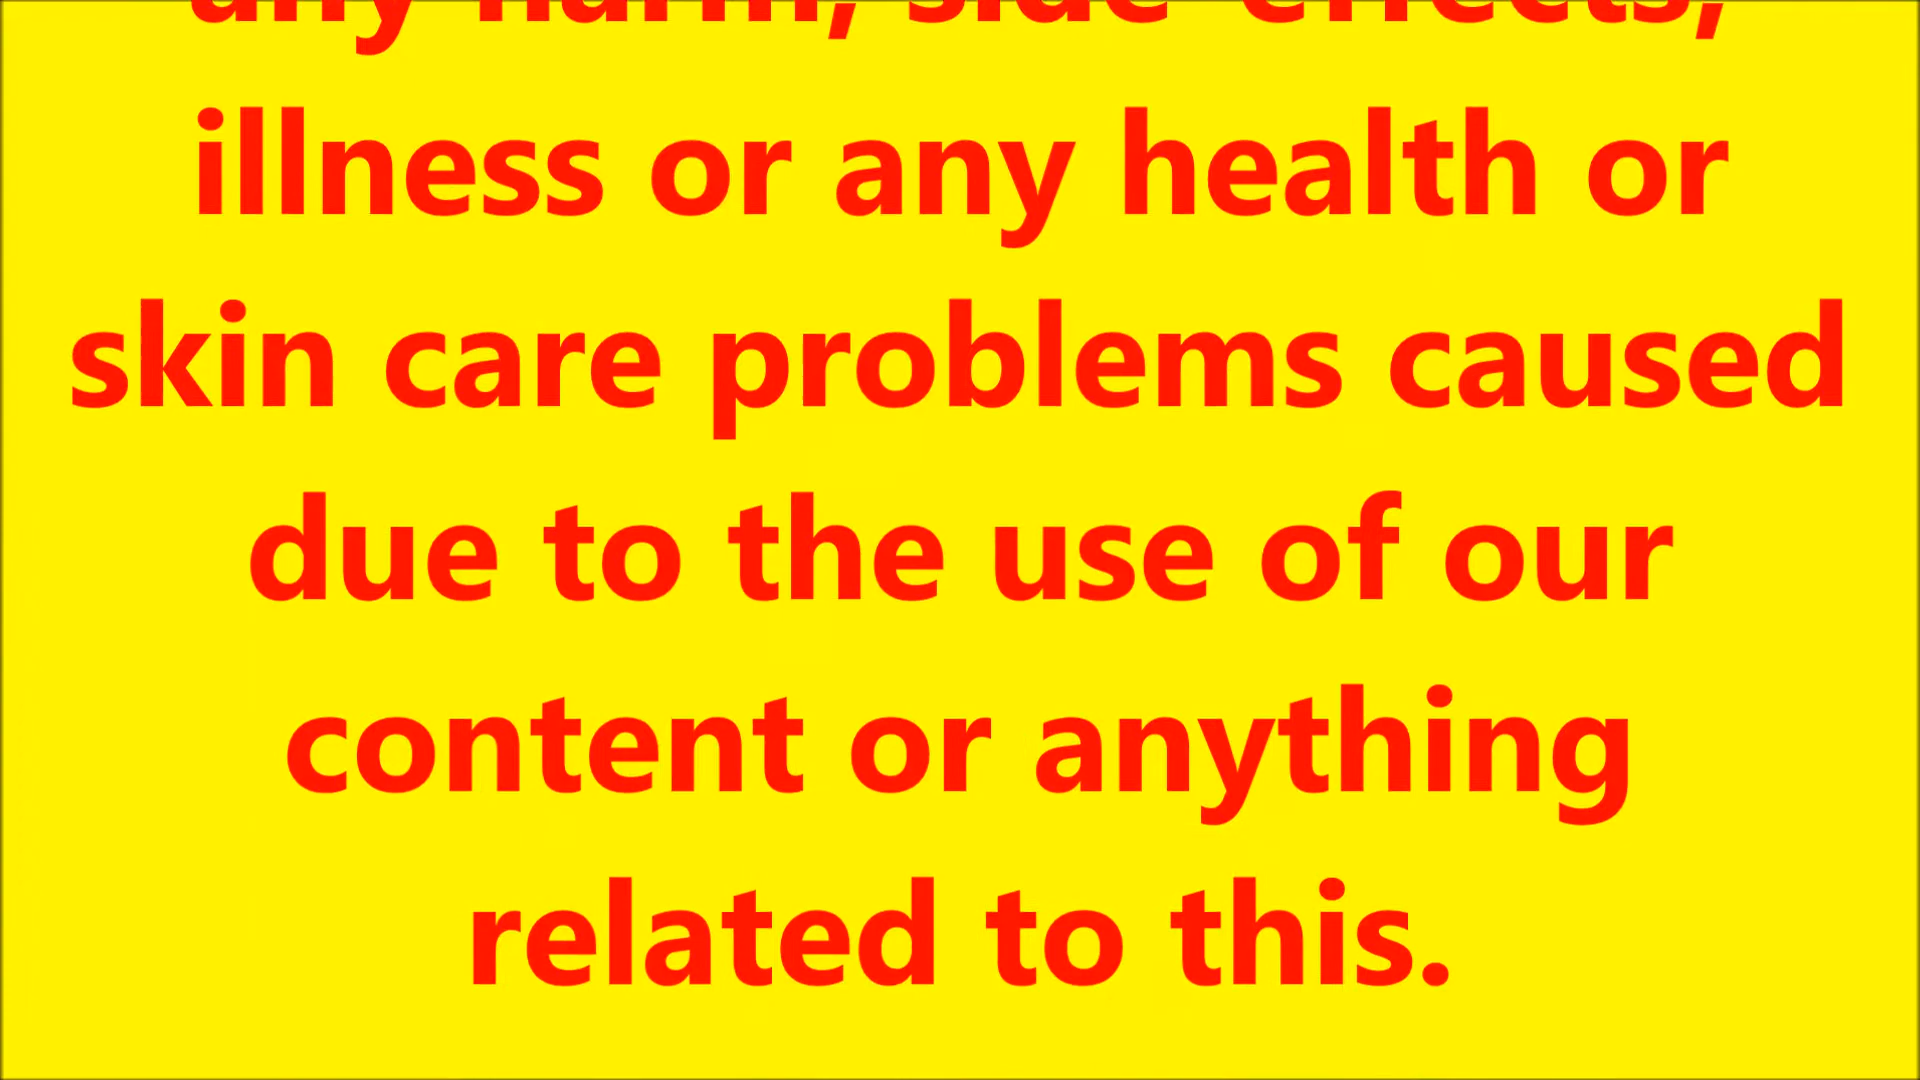 any harm, side-effects,
illness or any health or
skin care problems caused
due to the use of our
content or anything
related to this.